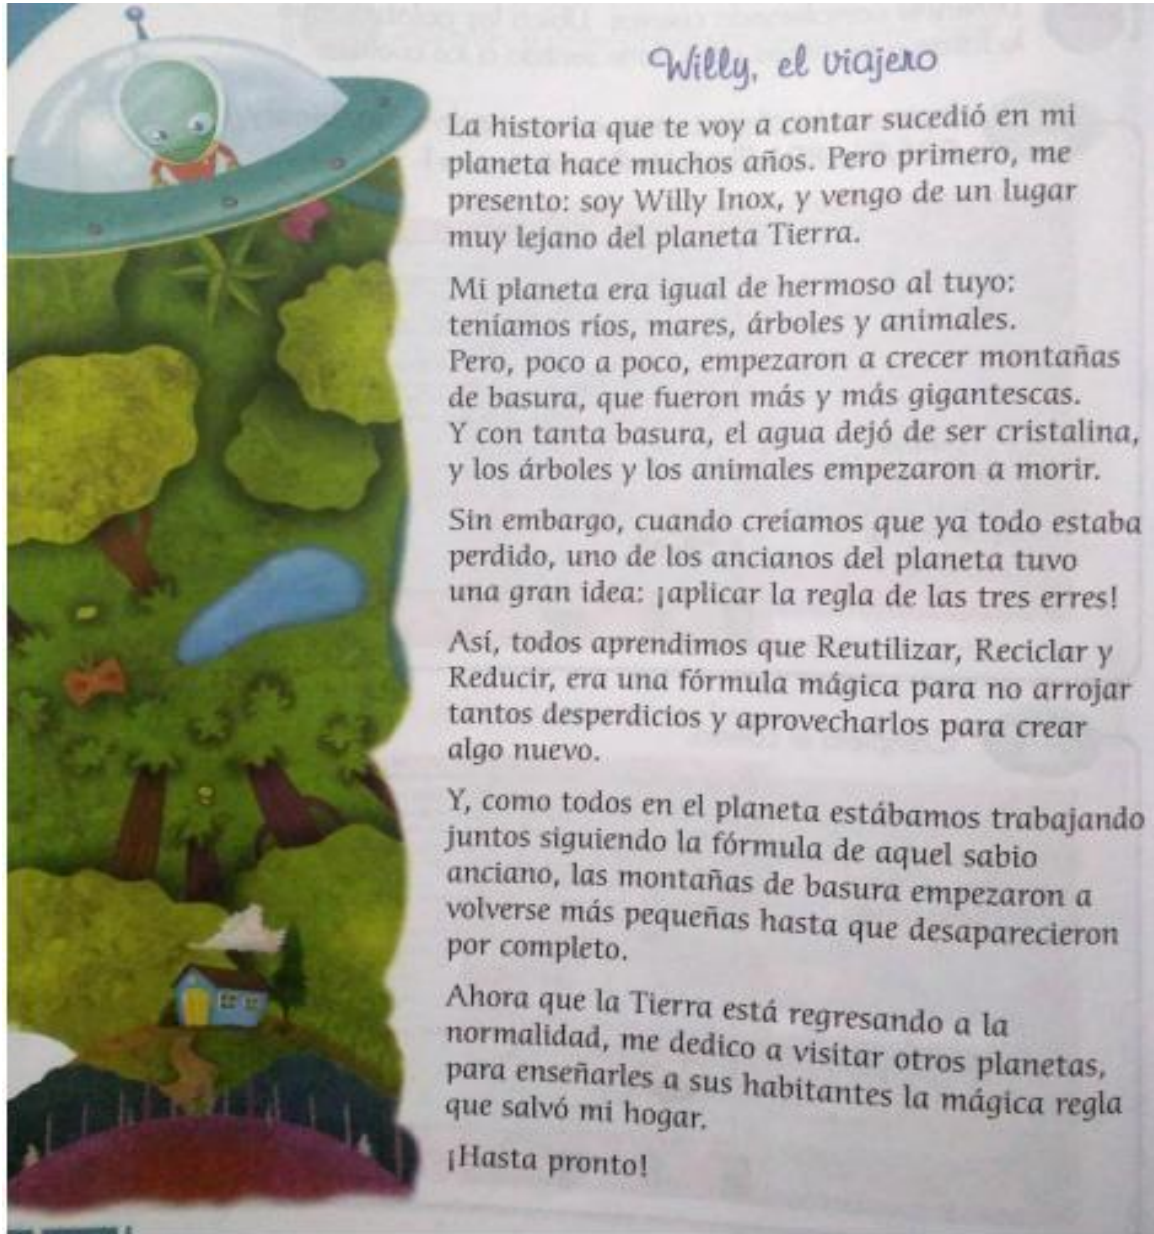 Willy, el viajero
La historia que te voy a contar sucedió en mi
planeta hace muchos años. Pero primero, me
presento: soy Willy Inox, y vengo de un lugar
muy lejano del planeta Tierra.
Mi planeta era igual de hermoso al tuyo:
teníamos ríos, mares, árboles y animales.
Pero, poco a poco, empezaron a crecer montañas
de basura, que fueron más y más gigantescas.
Y con tanta basura, el agua dejó de ser cristalina,
y los árboles y los animales empezaron a morir.
Sin embargo, cuando creíamos que ya todo estaba
perdido, uno de los ancianos del planeta tuvo
una gran idea: ¡aplicar la regla de las tres erres!
Así, todos aprendimos que Reutilizar, Reciclar y
Reducir, era una fórmula mágica para no arrojar
tantos desperdicios y aprovecharlos para crear
algo nuevo.
Y, como todos en el planeta estábamos trabajando
juntos siguiendo la fórmula de aquel sabio
anciano, las montañas de basura empezaron a
volverse más pequeñas hasta que desaparecieron
por completo.
Ahora que la Tierra está regresando a la
normalidad, me dedico a visitar otros planetas,
para enseñarles a sus habitantes la mágica regla
que salvó mi hogar.
¡Hasta pronto!